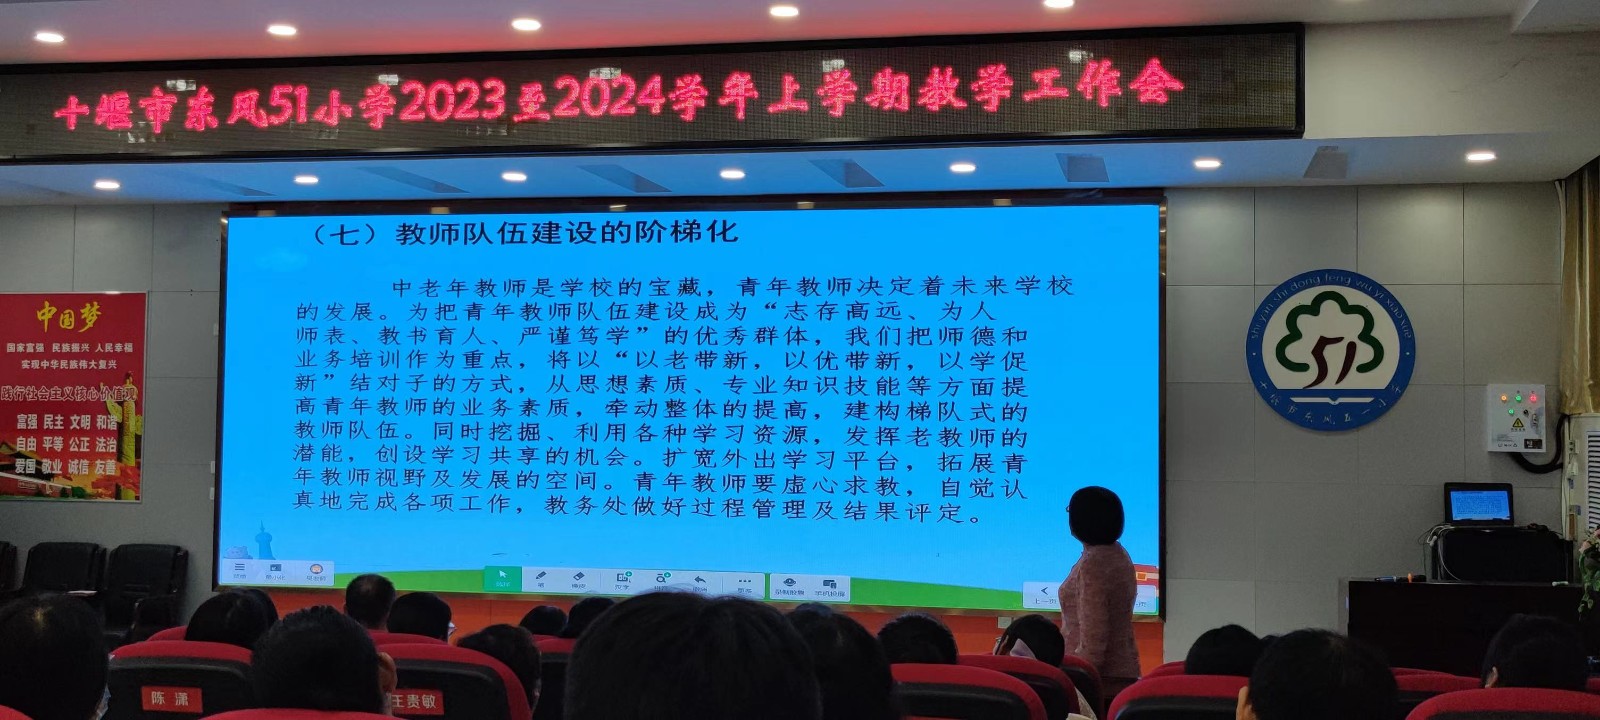 十堰市东风51小学2023至2024学年上学期教学工作会
（七）教师队伍建设的阶梯化
中老年教师是学校的宝藏，青年教师决定着未来学校
的发展。为把青年教师队伍建设成为“志存高远、为人
师表、教书育人、严谨笃学”的优秀群体，我们把师德和
业务培训作为重点，将以“以老带新，以优带新，以学促
新”结对子的方式，从思想素质、专业知识技能等方面提
高青年教师的业务素质，牵动整体的提高，建构梯队式的
教师队伍。同时挖掘、利用各种学习资源，发挥老教师的
潜能，创设学习共享的机会。扩宽外出学习平台，拓展青
年教师视野及发展的空间。青年教师要虚心求教，自觉认
真地完成各项工作，教务处做好过程管理及结果评定。
中国梦
国家富强 民族振兴 人民幸福
实现中华民族伟大复兴
践行社会主义核心价值观
富强 民主 文明 和谐
自由 平等 公正 法治
爱国 敬业 诚信 友善
51
上一页
陈潇
王贵敏